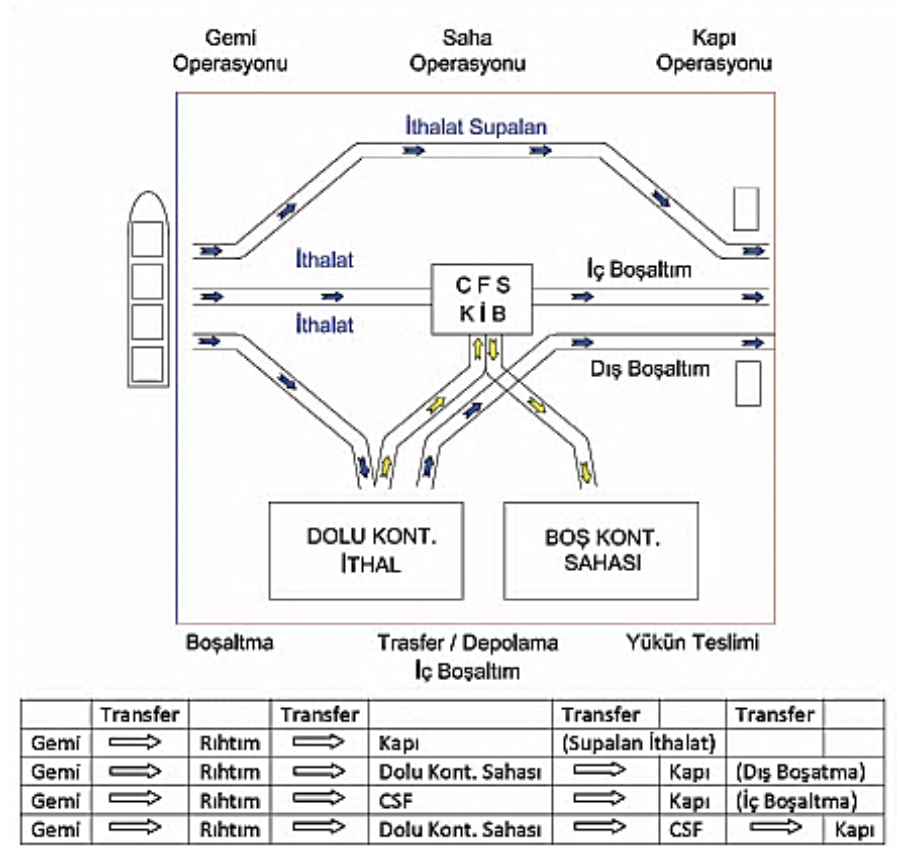 Gemi Operasyonu
Saha Operasyonu
Kapı Operasyonu
İthalat Supalan
İthalat
İthalat
CFS
KİB
İç Boşaltım
Dış Boşaltım
DOLU KONT.
İTHAL
BOŞ KONT.
SAHASI
Boşaltma
Trasfer / Depolama
İç Boşaltım
Yükün Teslimi
Transfer Transfer Transfer Transfer
Gemi Rıhtım Kapı (Supalan İthalat)
Gemi Rıhtım Dolu Kont. Sahası Kapı (Dış Boşatma)
Gemi Rıhtım CSF Kapı (İç Boşaltma)
Gemi Rıhtım Dolu Kont. Sahası CSF Kapı